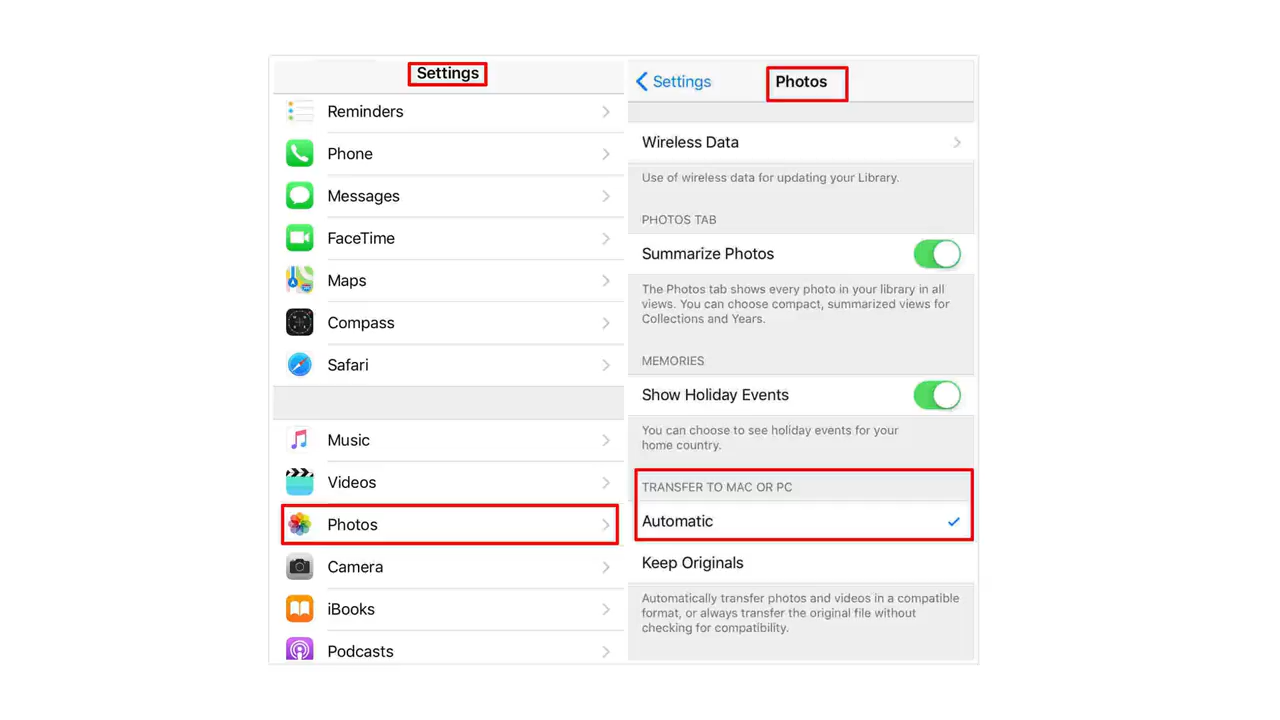 Settings
Reminders
Phone
Messages
FaceTime
Maps
Compass
Safari
Music
Videos
Photos
Camera
iBooks
Podcasts
Settings
Photos
Wireless Data
Use of wireless data for updating your Library.
PHOTOS TAB
Summarize Photos
The Photos tab shows every photo in your library in all
views. You can choose compact, summarized views for
Collections and Years.
MEMORIES
Show Holiday Events
You can choose to see holiday events for your
home country.
TRANSFER TO MAC OR PC
Automatic
Keep Originals
Automatically transfer photos and videos in a compatible
format, or always transfer the original file without
checking for compatibility.